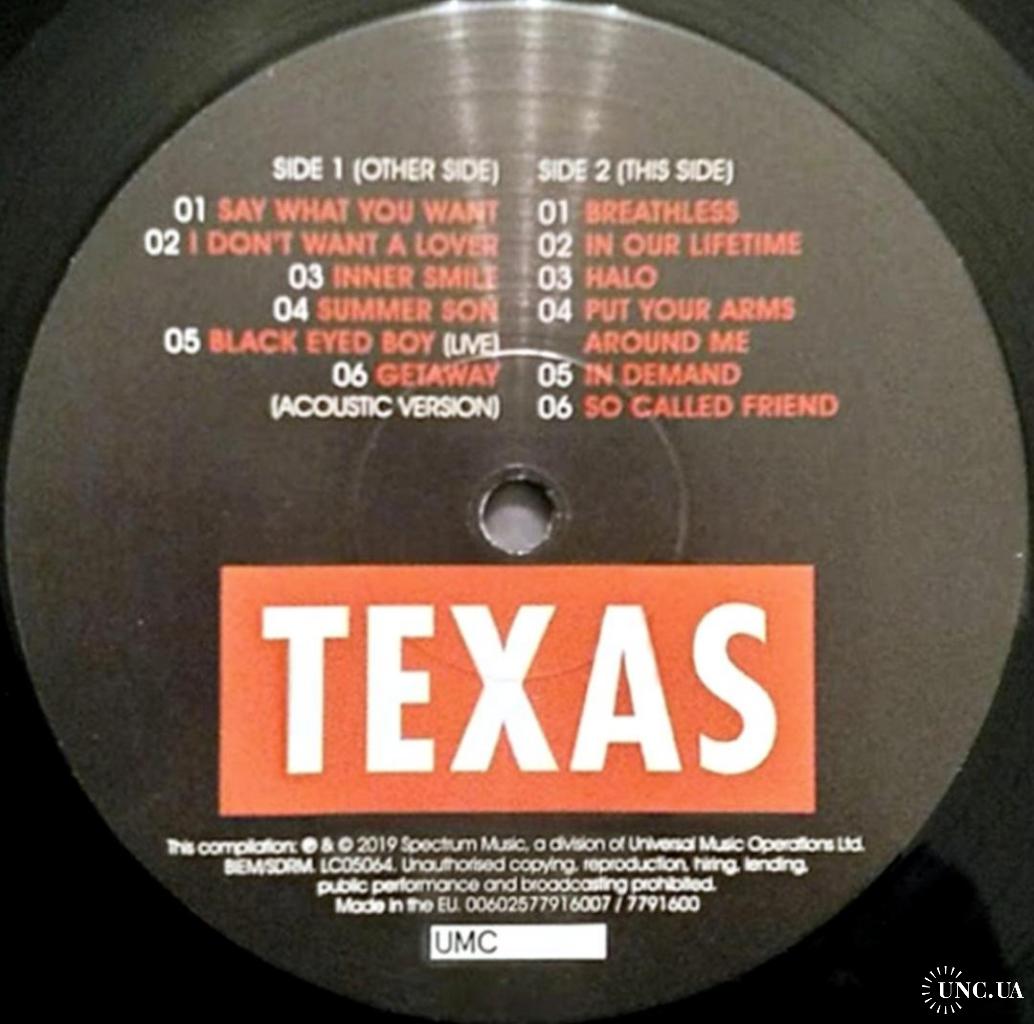 SIDE 1 (OTHER SIDE)
01 SAY WHAT YOU WANT
02 I DON'T WANT A LOVER
03 INNER SMILE
04 SUMMER SON
05 BLACK EYED BOY (LIVE)
06 GETAWAY
(ACOUSTIC VERSION)
SIDE 2 (THIS SIDE)
01 BREATHLESS
02 IN OUR LIFETIME
03 HALO
04 PUT YOUR ARMS
AROUND ME
05 IN DEMAND
06 SO CALLED FRIEND
TEXAS
This compilation: ℗ & © 2019 Spectrum Music, a division of Universal Music Operations Ltd.
BIEM/SDRM. LC05064. Unauthorised copying, reproduction, hiring, lending,
public performance and broadcasting prohibited.
Made in the EU. 00602577916007 / 7791600
UMC
UNC.UA